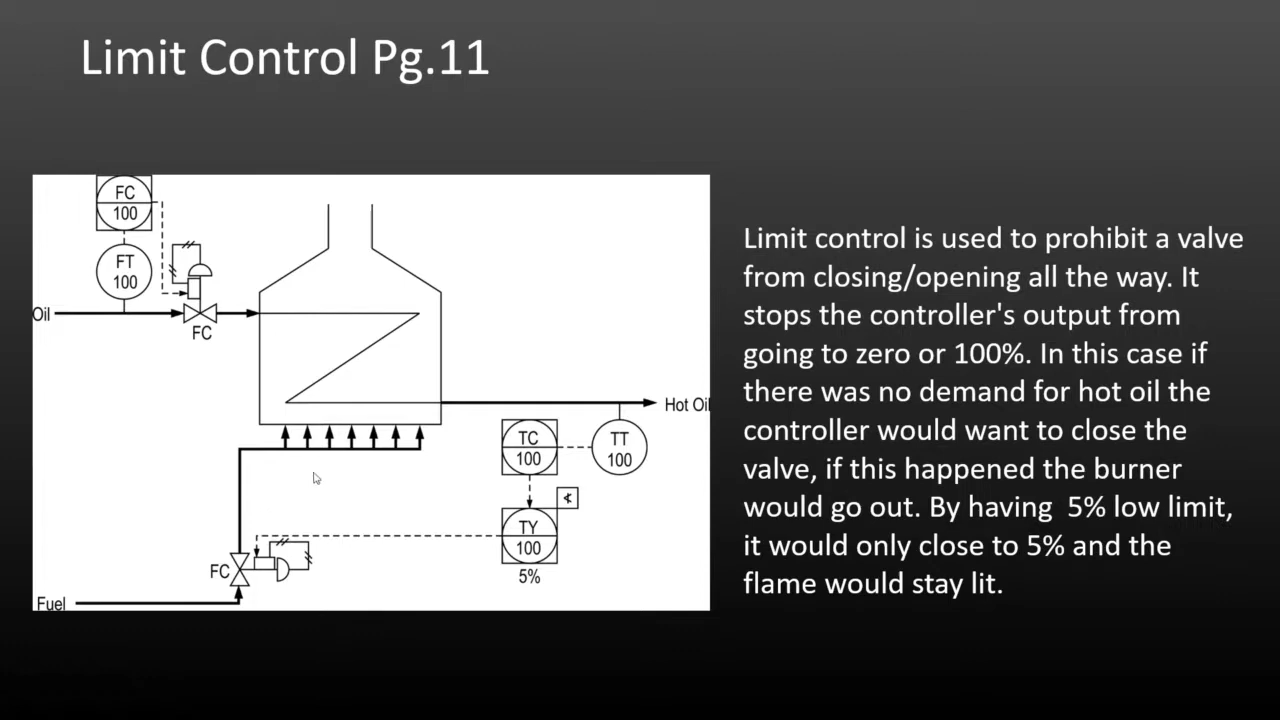 Limit Control Pg.11
FC
100
FT
100
Oil
FC
Hot Oil
TC
100
TT
100
TY
100
5%
FC
Fuel
Limit control is used to prohibit a valve
from closing/opening all the way. It
stops the controller's output from
going to zero or 100%. In this case if
there was no demand for hot oil the
controller would want to close the
valve, if this happened the burner
would go out. By having  5% low limit,
it would only close to 5% and the
flame would stay lit.